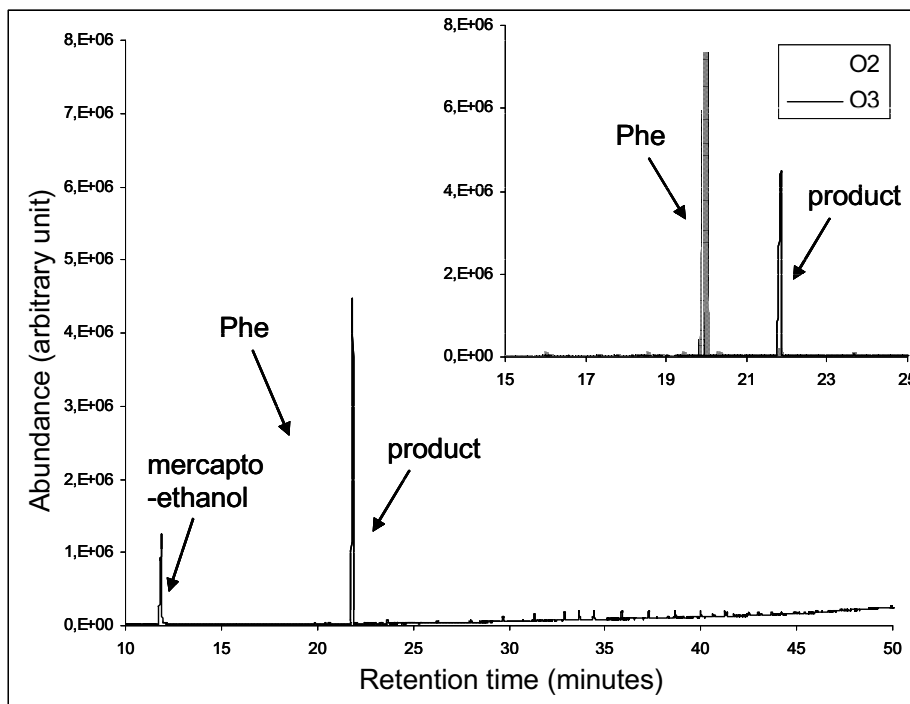 8,E+06
7,E+06
6,E+06
5,E+06
4,E+06
3,E+06
2,E+06
1,E+06
0,E+00
Abundance (arbitrary unit)
10 15 20 25 30 35 40 45 50
Retention time (minutes)
mercapto
-ethanol
Phe
product
8,E+06
6,E+06
4,E+06
2,E+06
0,E+00
15 17 19 21 23 25
Phe
product
O2
O3